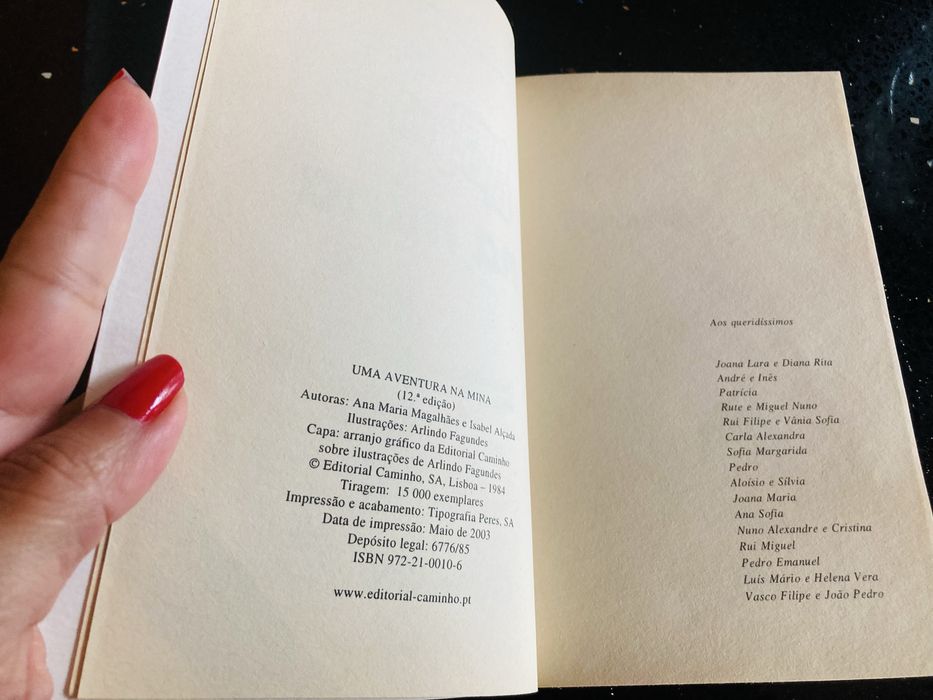 UMA AVENTURA NA MINA
(12.ª edição)
Autoras: Ana Maria Magalhães e Isabel Alçada
Ilustrações: Arlindo Fagundes
Capa: arranjo gráfico da Editorial Caminho
sobre ilustrações de Arlindo Fagundes
© Editorial Caminho, SA, Lisboa – 1984
Tiragem: 15 000 exemplares
Impressão e acabamento: Tipografia Peres, SA
Data de impressão: Maio de 2003
Depósito legal: 6776/85
ISBN 972-21-0010-6
www.editorial-caminho.pt
Aos queridíssimos
Joana Lara e Diana Rita
André e Inês
Patrícia
Rute e Miguel Nuno
Rui Filipe e Vânia Sofia
Carla Alexandra
Sofia Margarida
Pedro
Aloísio e Sílvia
Joana Maria
Ana Sofia
Nuno Alexandre e Cristina
Rui Miguel
Pedro Emanuel
Luís Mário e Helena Vera
Vasco Filipe e João Pedro